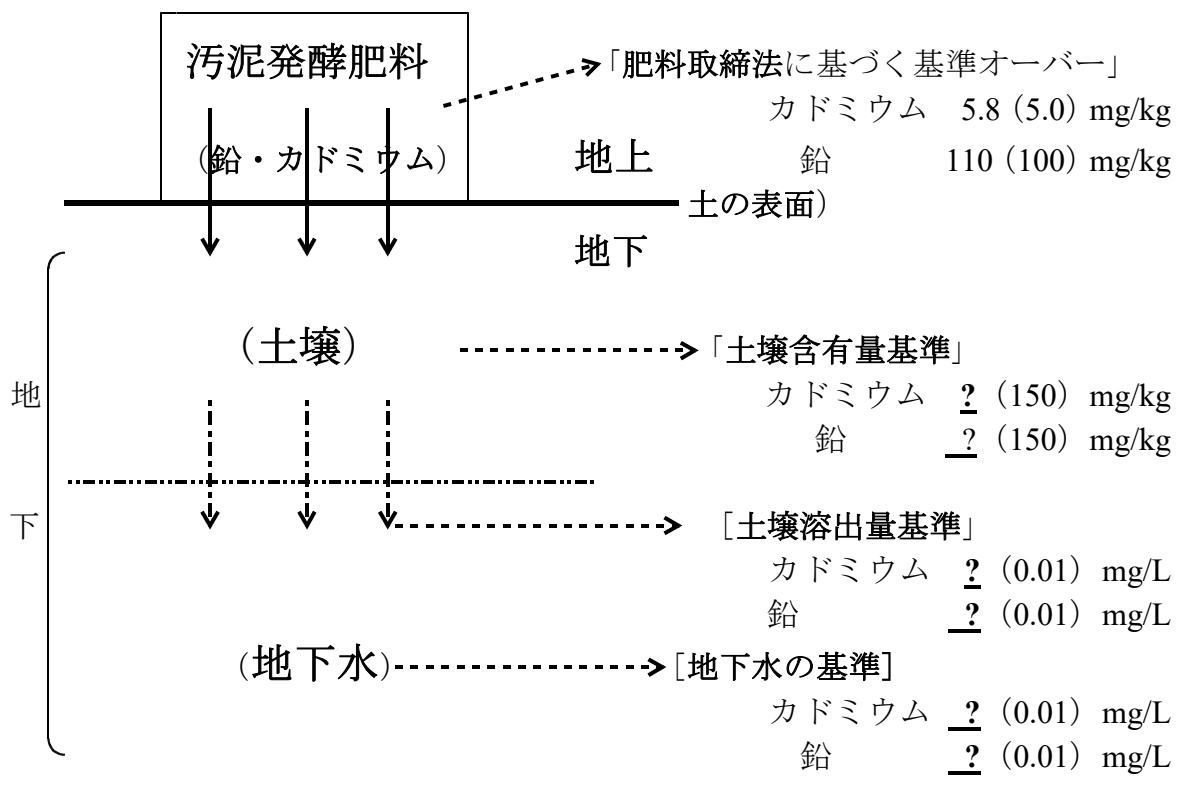 汚泥発酵肥料
(鉛・カドミウム)
「肥料取締法に基づく基準オーバー」
カドミウム 5.8 (5.0) mg/kg
鉛 110 (100) mg/kg
地上
土の表面)
地下
(土壌)
「土壌含有量基準」
カドミウム ? (150) mg/kg
鉛 ? (150) mg/kg
地
下
[土壌溶出量基準」
カドミウム ? (0.01) mg/L
鉛 ? (0.01) mg/L
(地下水)
[地下水の基準]
カドミウム ? (0.01) mg/L
鉛 ? (0.01) mg/L